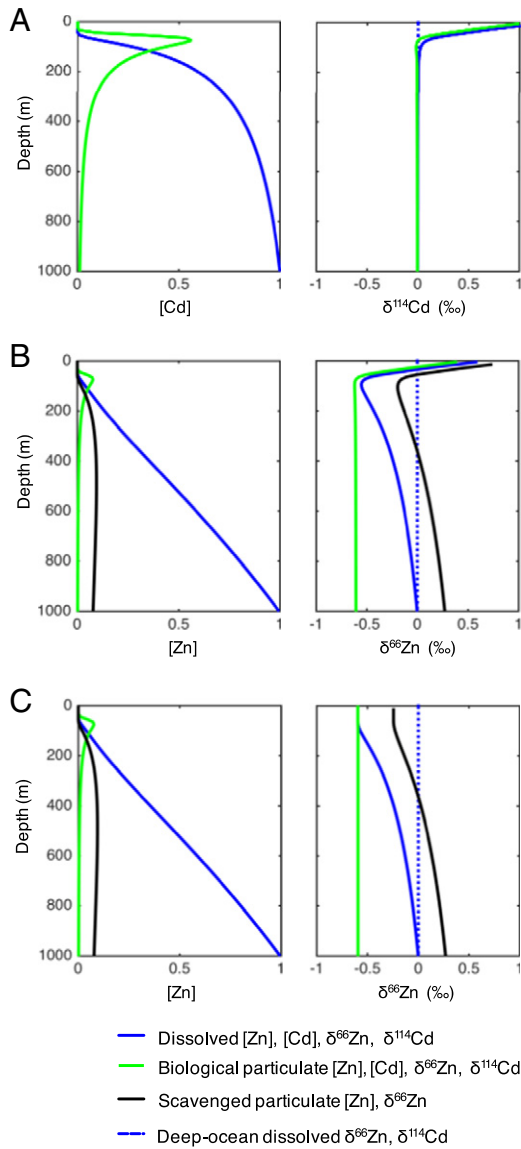 A
0
200
400
600
800
1000
Depth (m)
0 0.5 1
[Cd]
-1 -0.5 0 0.5 1
δ¹¹⁴Cd (‰)
B
0
200
400
600
800
1000
Depth (m)
0 0.5 1
[Zn]
-1 -0.5 0 0.5 1
δ⁶⁶Zn (‰)
C
0
200
400
600
800
1000
Depth (m)
0 0.5 1
[Zn]
-1 -0.5 0 0.5 1
δ⁶⁶Zn (‰)
Dissolved [Zn], [Cd], δ⁶⁶Zn, δ¹¹⁴Cd
Biological particulate [Zn], [Cd], δ⁶⁶Zn, δ¹¹⁴Cd
Scavenged particulate [Zn], δ⁶⁶Zn
Deep-ocean dissolved δ⁶⁶Zn, δ¹¹⁴Cd